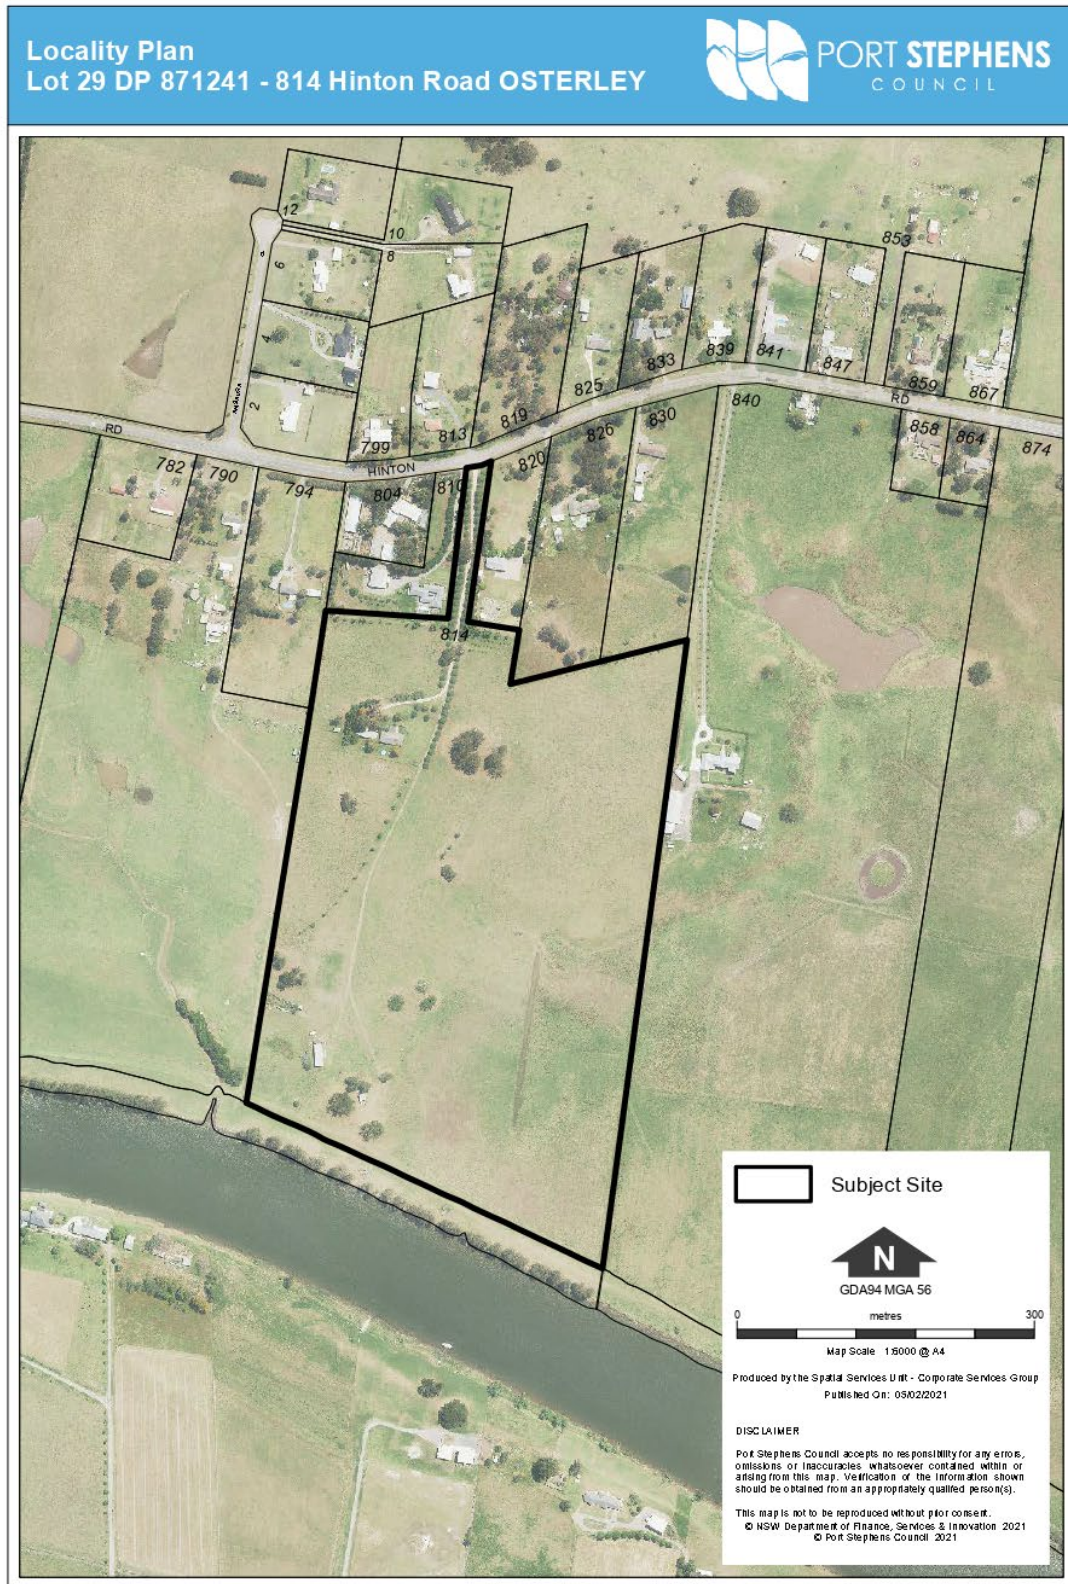 Locality Plan
Lot 29 DP 871241 - 814 Hinton Road OSTERLEY
PORT STEPHENS
COUNCIL
12
10
8
6
4
2
853
799
813
819
825
833
839
841
847
859
867
RD
HINTON
RD
782
790
794
804
810
820
826
830
840
858
864
874
814
Subject Site
N
GDA94 MGA 56
0 metres 300
Map Scale 1:6000 @ A4
Produced by the Spatial Services Unit - Corporate Services Group
Published On: 05/02/2021
DISCLAIMER
Port Stephens Council accepts no responsibility for any errors,
omissions or inaccuracies whatsoever contained within or
arising from this map. Verification of the information shown
should be obtained from an appropriately qualified person(s).
This map is not to be reproduced without prior consent.
© NSW Department of Finance, Services & Innovation 2021
© Port Stephens Council 2021